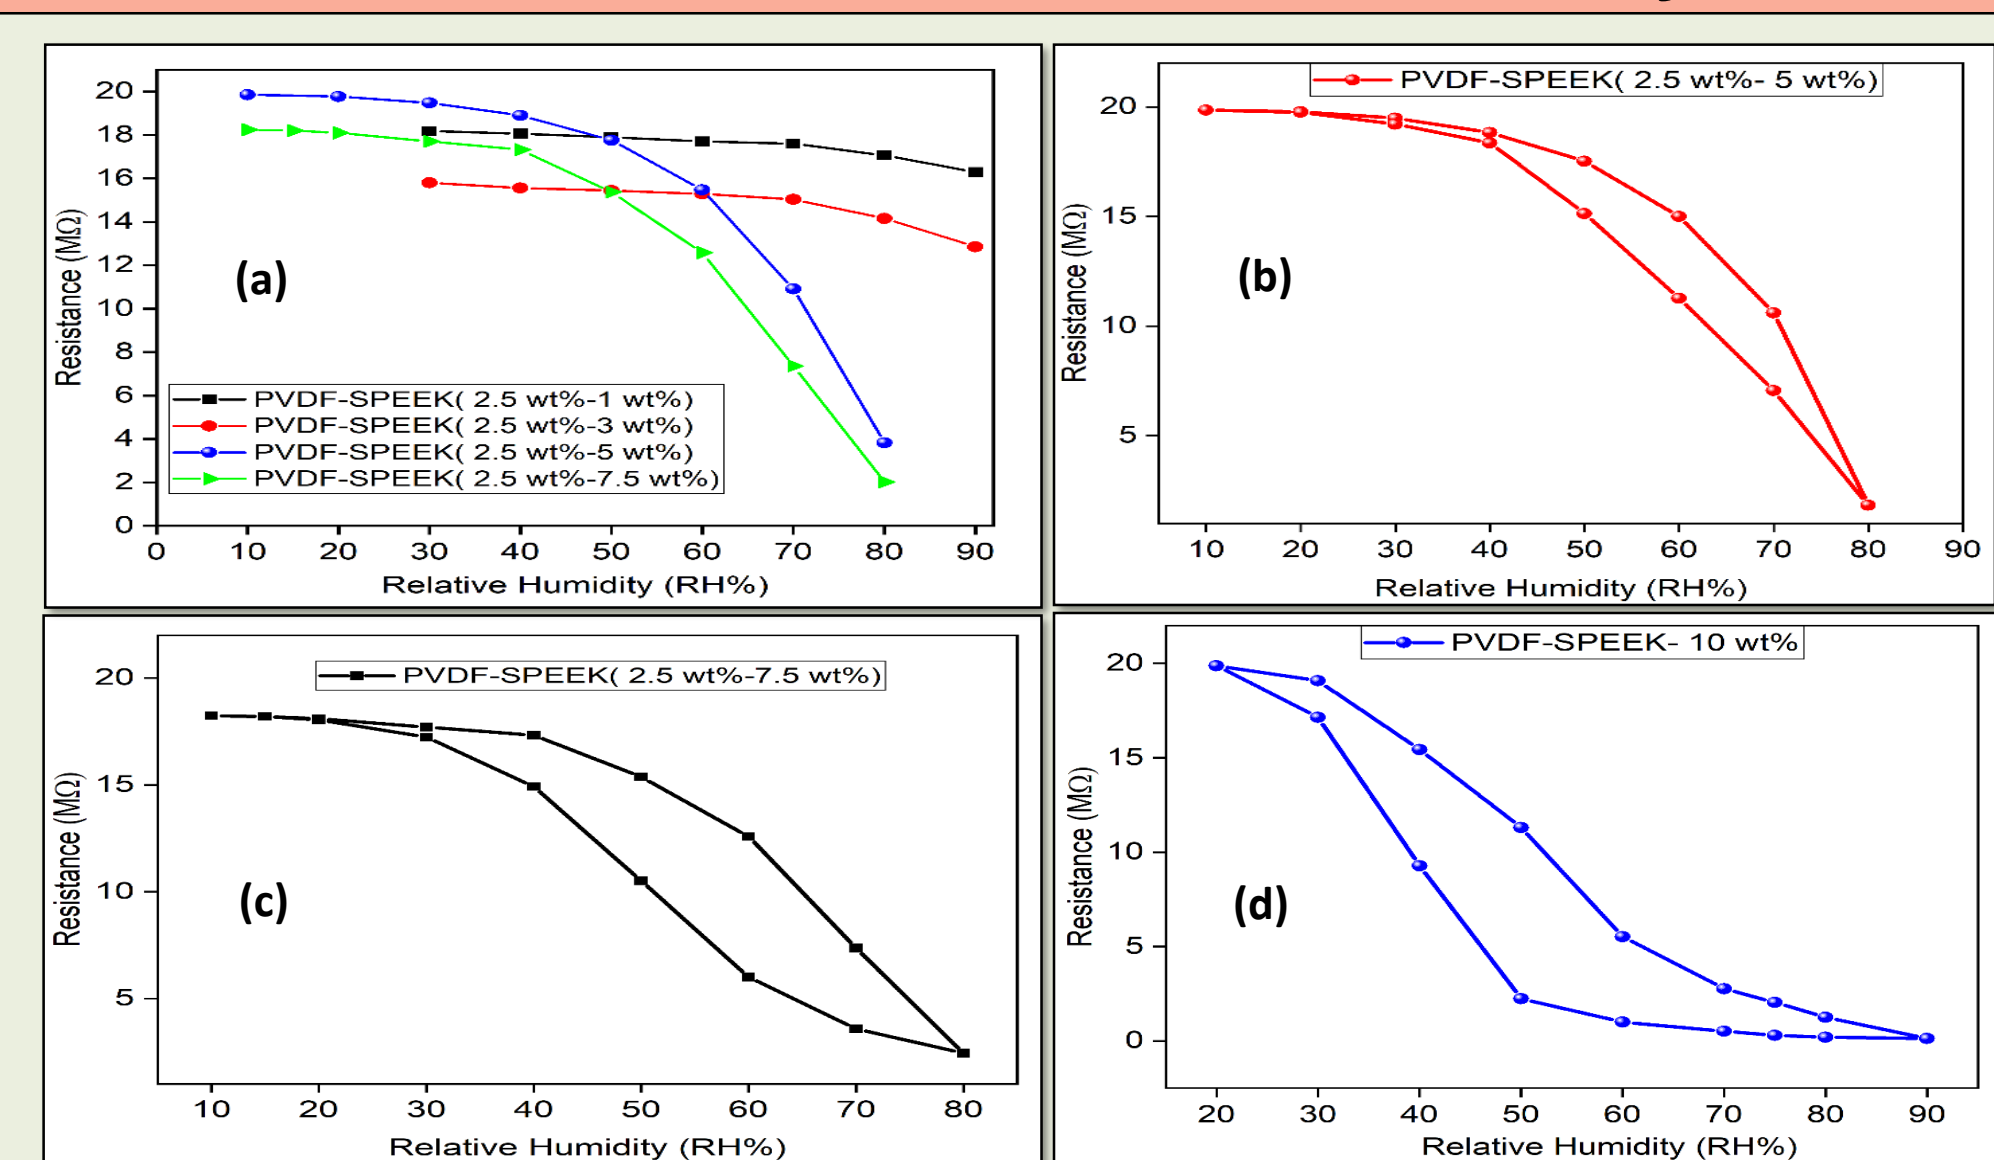 20
18
16
14
12
10
8
6
4
2
0
Resistance (MΩ)
(a)
PVDF-SPEEK( 2.5 wt%-1 wt%)
PVDF-SPEEK( 2.5 wt%-3 wt%)
PVDF-SPEEK( 2.5 wt%-5 wt%)
PVDF-SPEEK( 2.5 wt%-7.5 wt%)
0 10 20 30 40 50 60 70 80 90
Relative Humidity (RH%)
PVDF-SPEEK( 2.5 wt%- 5 wt%)
20
15
10
5
Resistance (MΩ)
(b)
10 20 30 40 50 60 70 80 90
Relative Humidity (RH%)
PVDF-SPEEK( 2.5 wt%-7.5 wt%)
20
15
10
5
Resistance (MΩ)
(c)
10 20 30 40 50 60 70 80
Relative Humidity (RH%)
PVDF-SPEEK- 10 wt%
20
15
10
5
0
Resistance (MΩ)
(d)
20 30 40 50 60 70 80 90
Relative Humidity (RH%)